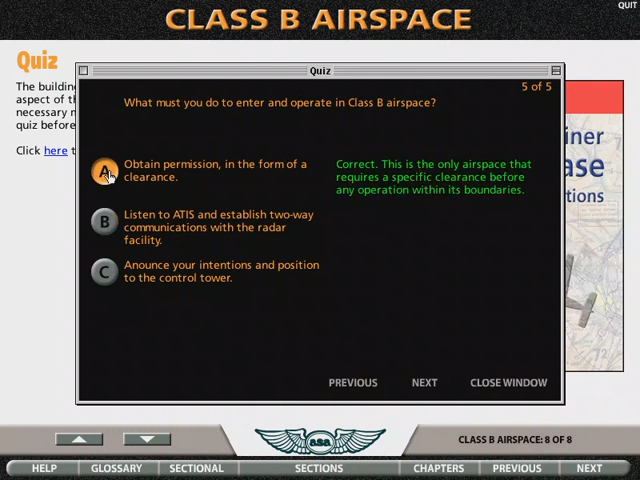 CLASS B AIRSPACE
QUIT
Quiz
The building
aspect of th
necessary n
quiz before
Click here t
Quiz
5 of 5
What must you do to enter and operate in Class B airspace?
A
Obtain permission, in the form of a
clearance.
Correct. This is the only airspace that
requires a specific clearance before
any operation within its boundaries.
B
Listen to ATIS and establish two-way
communications with the radar
facility.
C
Anounce your intentions and position
to the control tower.
PREVIOUS
NEXT
CLOSE WINDOW
iner
ase
tions
asa
CLASS B AIRSPACE: 8 OF 8
HELP
GLOSSARY
SECTIONAL
SECTIONS
CHAPTERS
PREVIOUS
NEXT